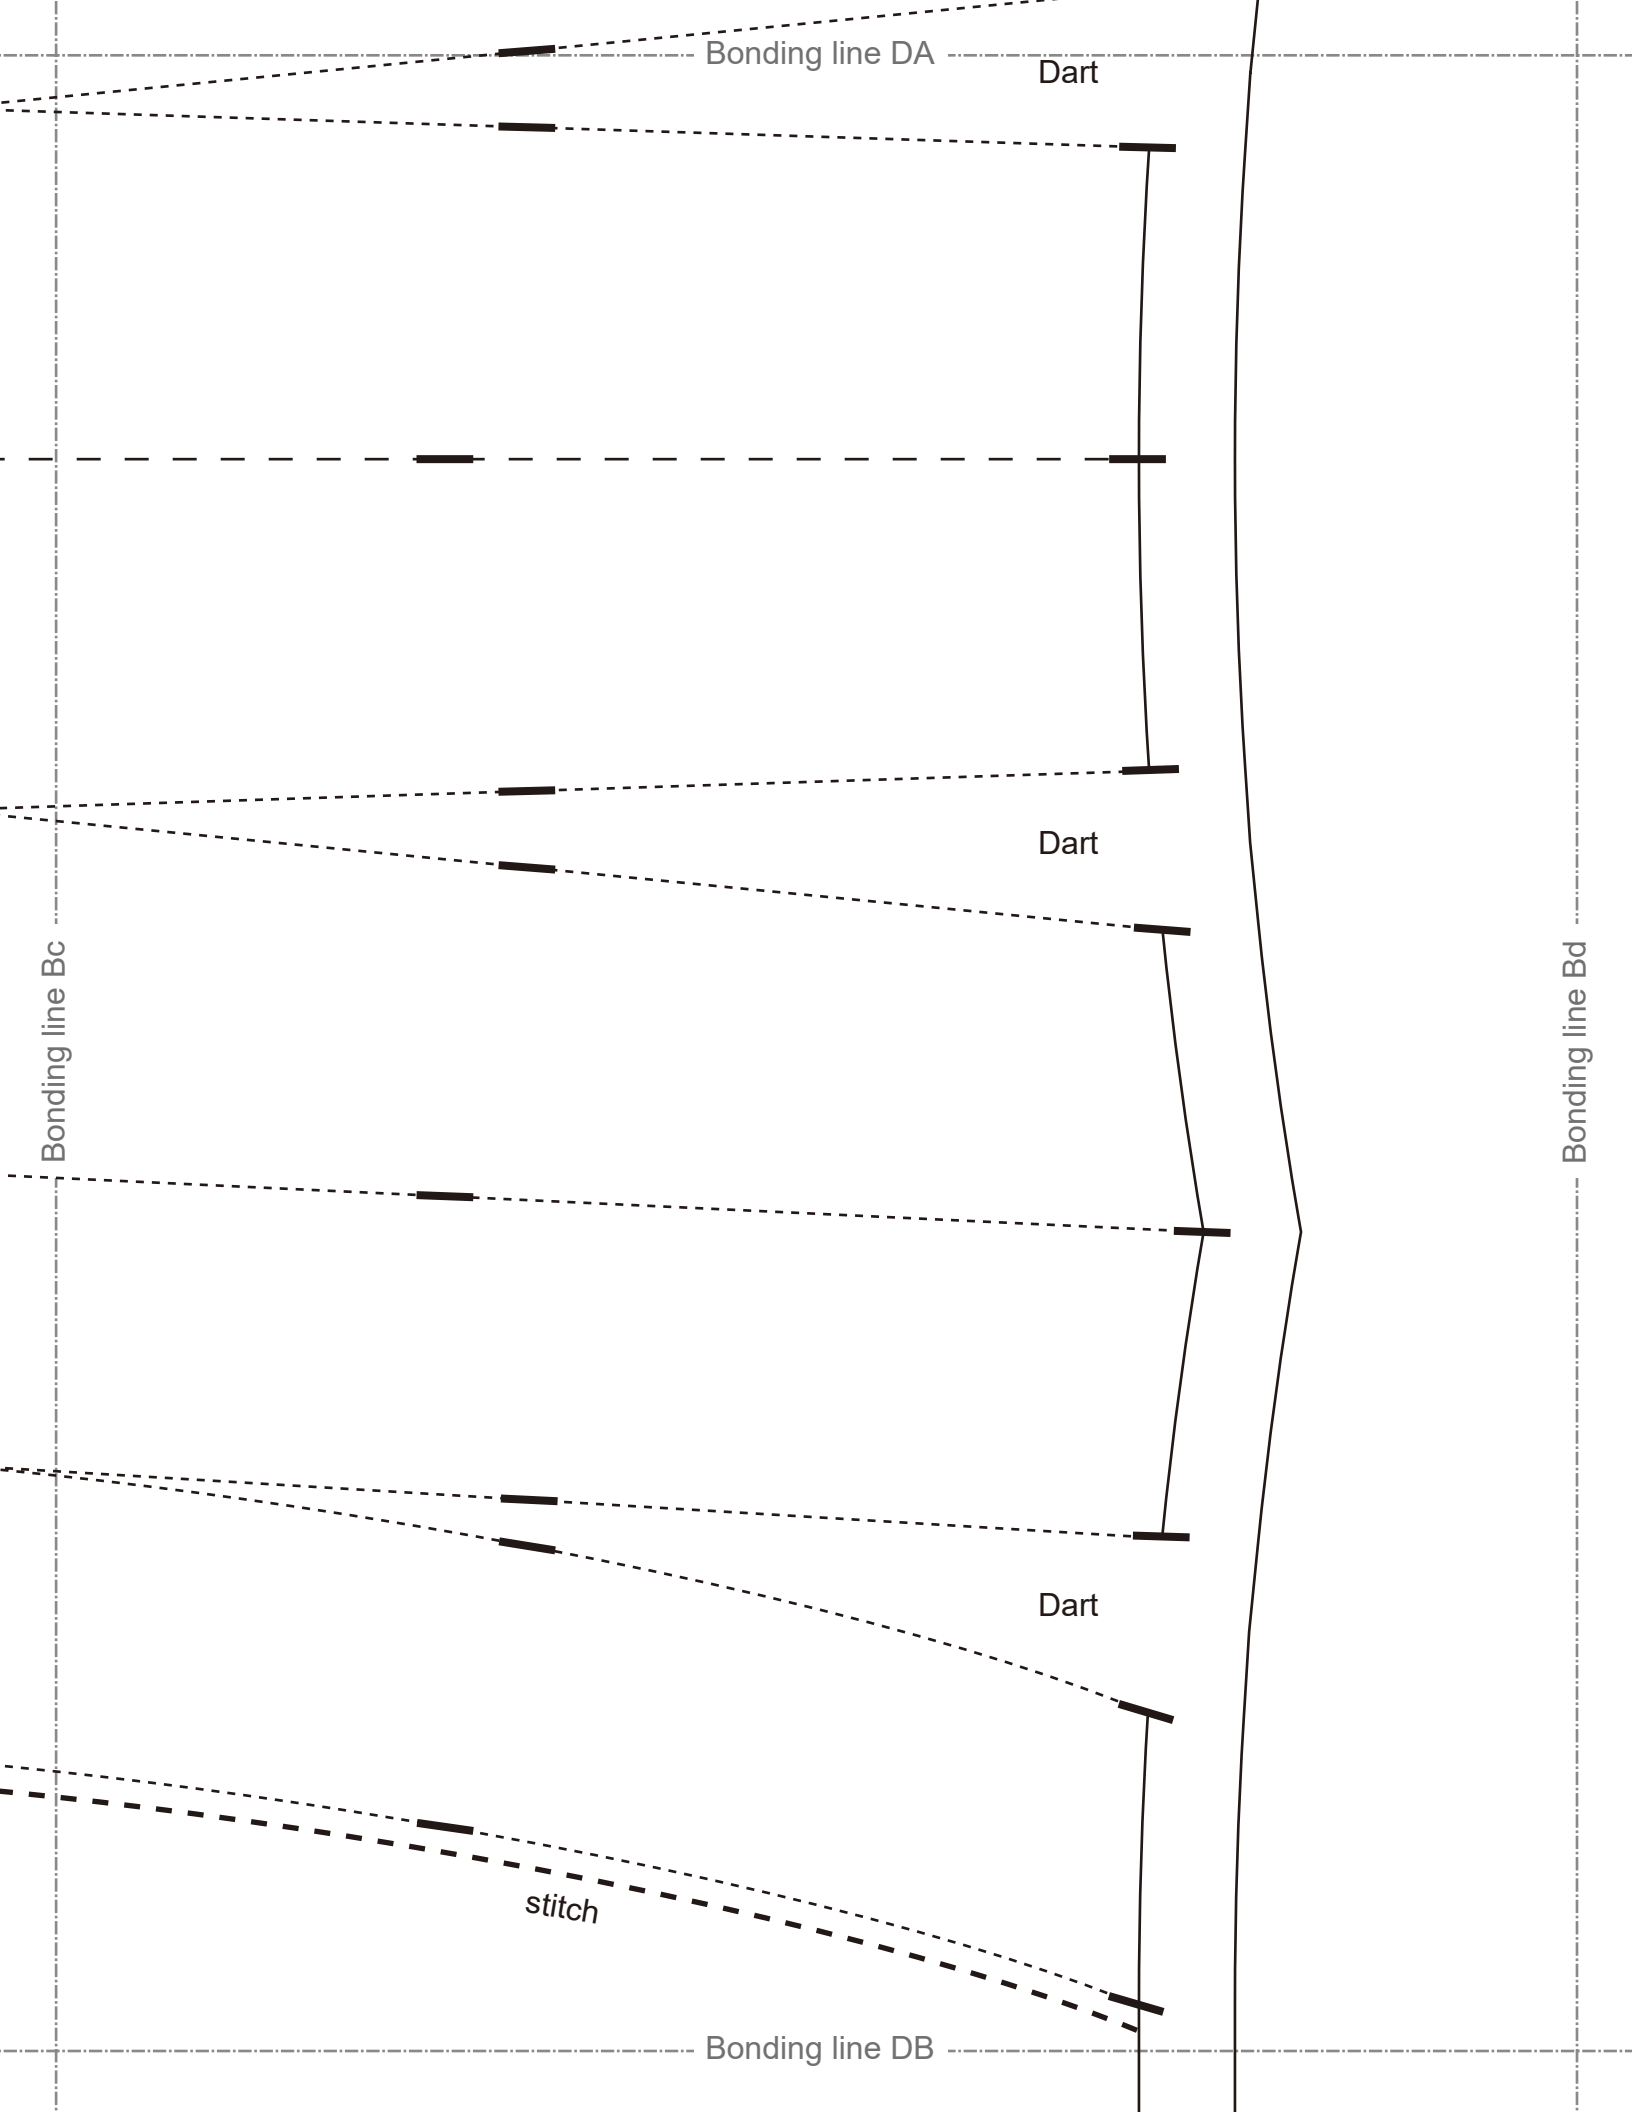 Bonding line DA
Dart
Dart
Bonding line Bc
Bonding line Bd
Dart
stitch
Bonding line DB